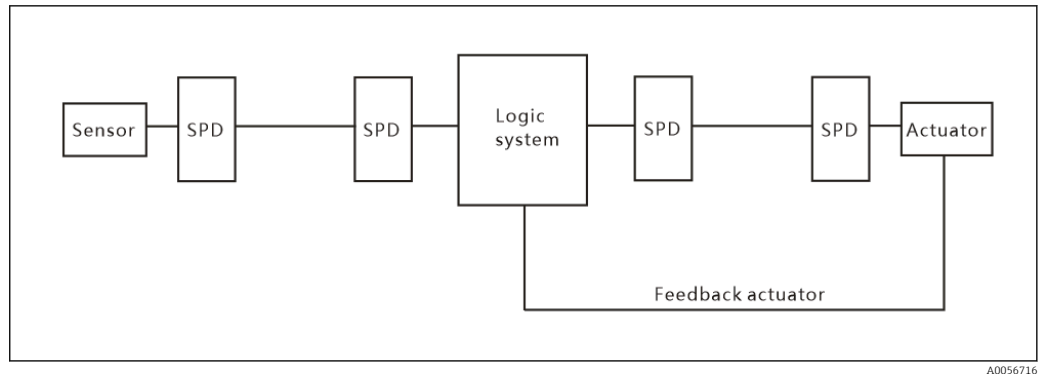 Sensor
SPD
SPD
Logic
system
SPD
SPD
Actuator
Feedback actuator
A0056716